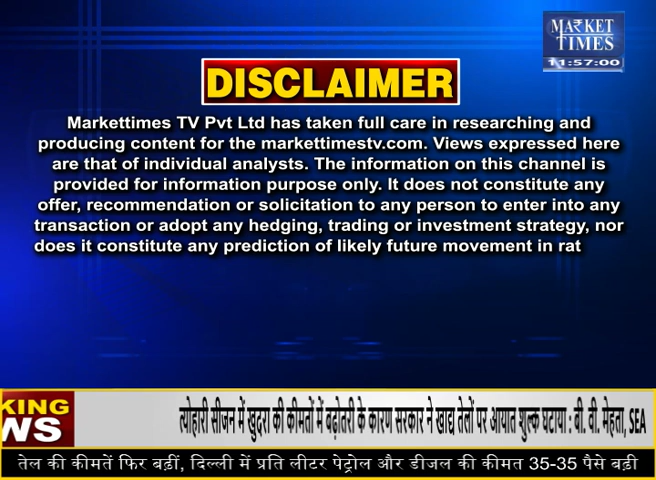 MARKET
TIMES
11:57:00
DISCLAIMER
Markettimes TV Pvt Ltd has taken full care in researching and
producing content for the markettimestv.com. Views expressed here
are that of individual analysts. The information on this channel is
provided for information purpose only. It does not constitute any
offer, recommendation or solicitation to any person to enter into any
transaction or adopt any hedging, trading or investment strategy, nor
does it constitute any prediction of likely future movement in rat
KING
WS
त्योहारी सीजन में खुदरा की कीमतों में बढ़ोतरी के कारण सरकार ने खाद्य तेलों पर आयात शुल्क घटाया : बी. वी. मेहता, SEA
तेल की कीमतें फिर बढ़ीं, दिल्ली में प्रति लीटर पेट्रोल और डीजल की कीमत 35-35 पैसे बढ़ी